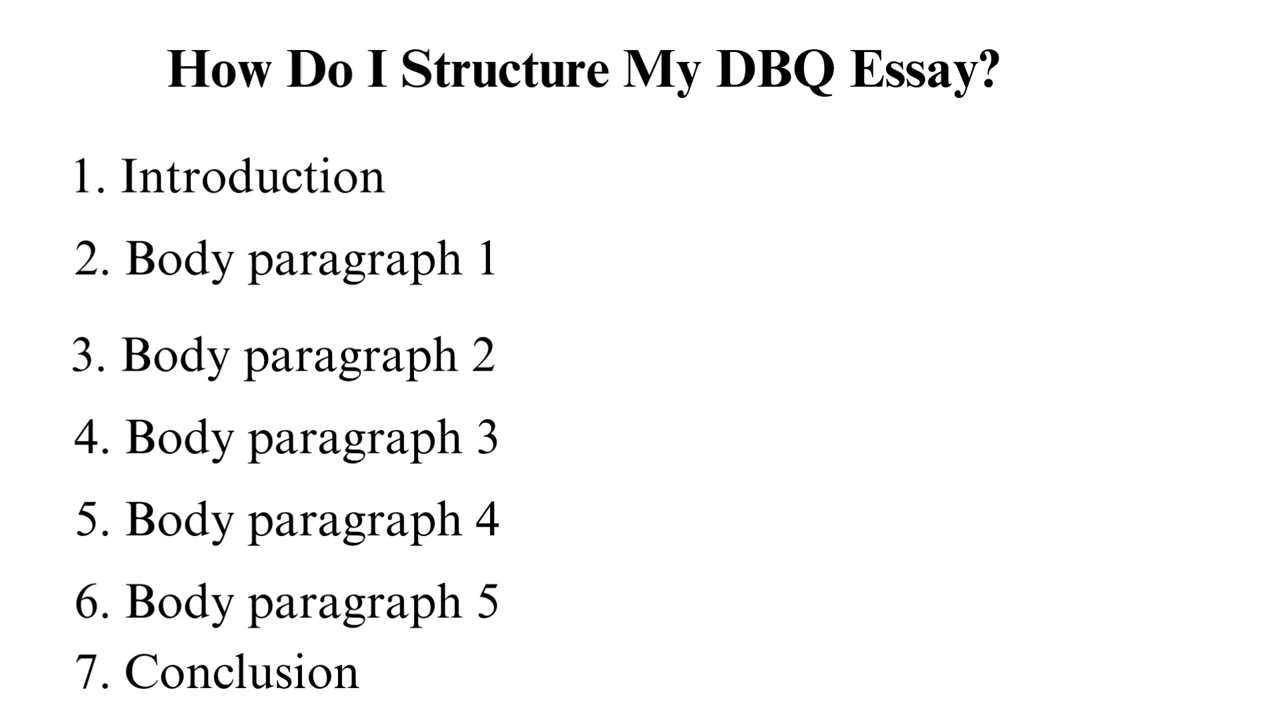 How Do I Structure My DBQ Essay?
1. Introduction
2. Body paragraph 1
3. Body paragraph 2
4. Body paragraph 3
5. Body paragraph 4
6. Body paragraph 5
7. Conclusion